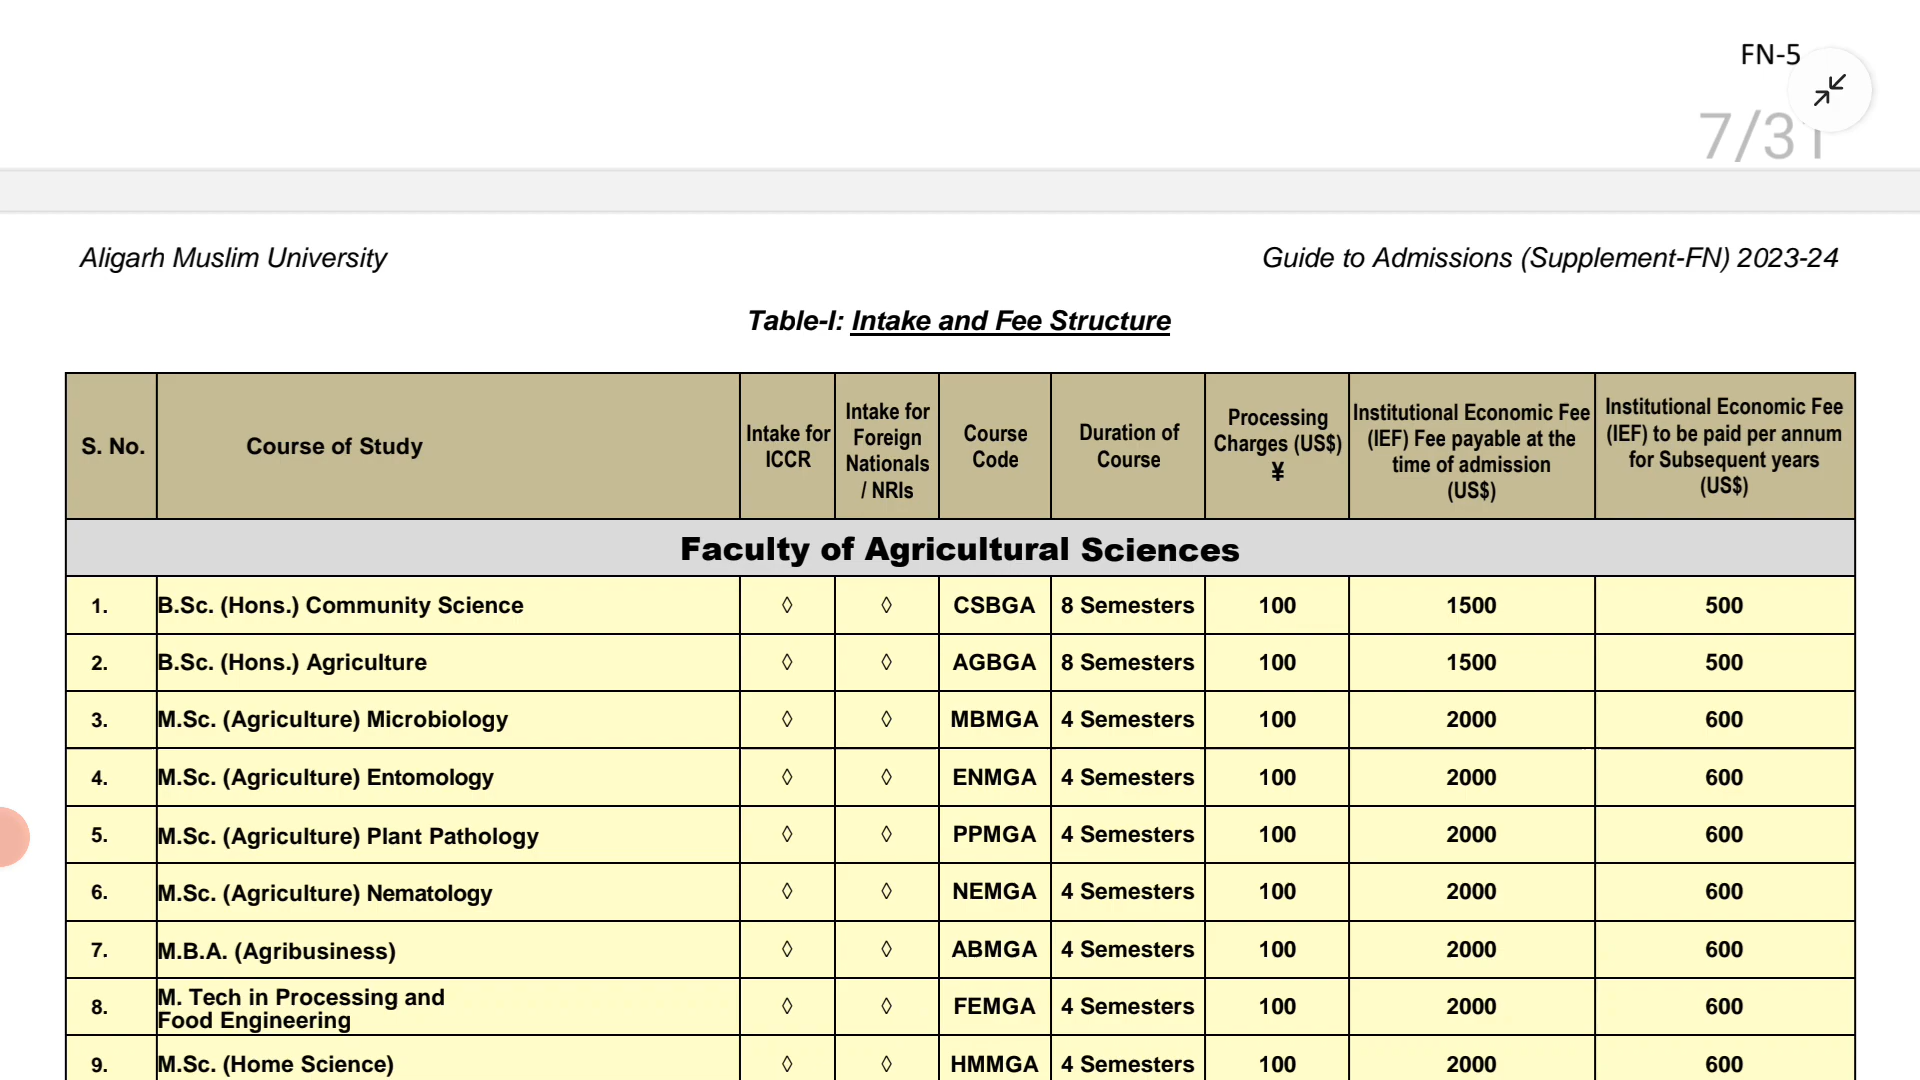 FN-5
7/31
Aligarh Muslim University Guide to Admissions (Supplement-FN) 2023-24
Table-I: Intake and Fee Structure
S. No. Course of Study Intake for ICCR Intake for Foreign Nationals / NRIs Course Code Duration of Course Processing Charges (US$) ¥ Institutional Economic Fee (IEF) Fee payable at the time of admission (US$) Institutional Economic Fee (IEF) to be paid per annum for Subsequent years (US$)
Faculty of Agricultural Sciences
1. B.Sc. (Hons.) Community Science ◊ ◊ CSBGA 8 Semesters 100 1500 500
2. B.Sc. (Hons.) Agriculture ◊ ◊ AGBGA 8 Semesters 100 1500 500
3. M.Sc. (Agriculture) Microbiology ◊ ◊ MBMGA 4 Semesters 100 2000 600
4. M.Sc. (Agriculture) Entomology ◊ ◊ ENMGA 4 Semesters 100 2000 600
5. M.Sc. (Agriculture) Plant Pathology ◊ ◊ PPMGA 4 Semesters 100 2000 600
6. M.Sc. (Agriculture) Nematology ◊ ◊ NEMGA 4 Semesters 100 2000 600
7. M.B.A. (Agribusiness) ◊ ◊ ABMGA 4 Semesters 100 2000 600
8. M. Tech in Processing and Food Engineering ◊ ◊ FEMGA 4 Semesters 100 2000 600
9. M.Sc. (Home Science) ◊ ◊ HMMGA 4 Semesters 100 2000 600